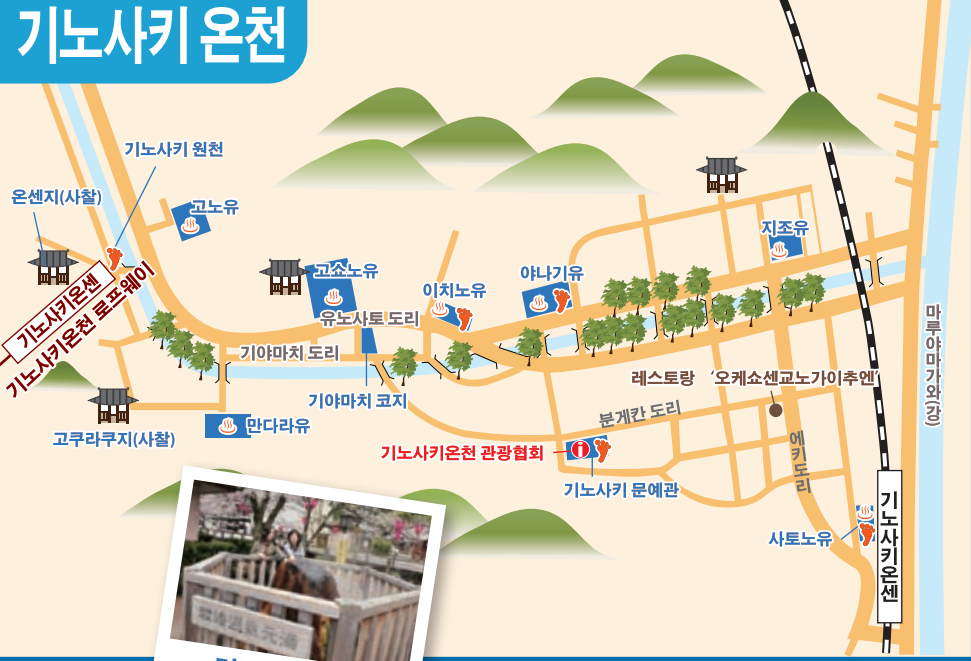 기노사키 온천
기노사키 원천
온센지(사찰)
고노유
기노사키온센
기노사키온천 로프웨이
고쇼노유
유노사토 도리
이치노유
야나기유
지조유
기야마치 도리
기야마치 코지
만다라유
고쿠라쿠지(사찰)
레스토랑 '오케쇼센쿄노가이추엔'
분게칸 도리
기노사키온천 관광협회
기노사키 문예관
에키도리
사토노유
기노사키온센
마루야마가와(강)